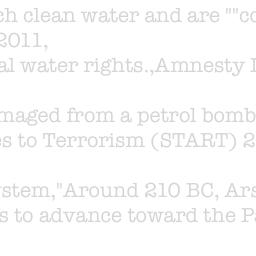 ch clean water and are ""co
2011,
al water rights.,Amnesty I
maged from a petrol bomb
es to Terrorism (START) 2
ystem,"Around 210 BC, Ars
s to advance toward the Pa